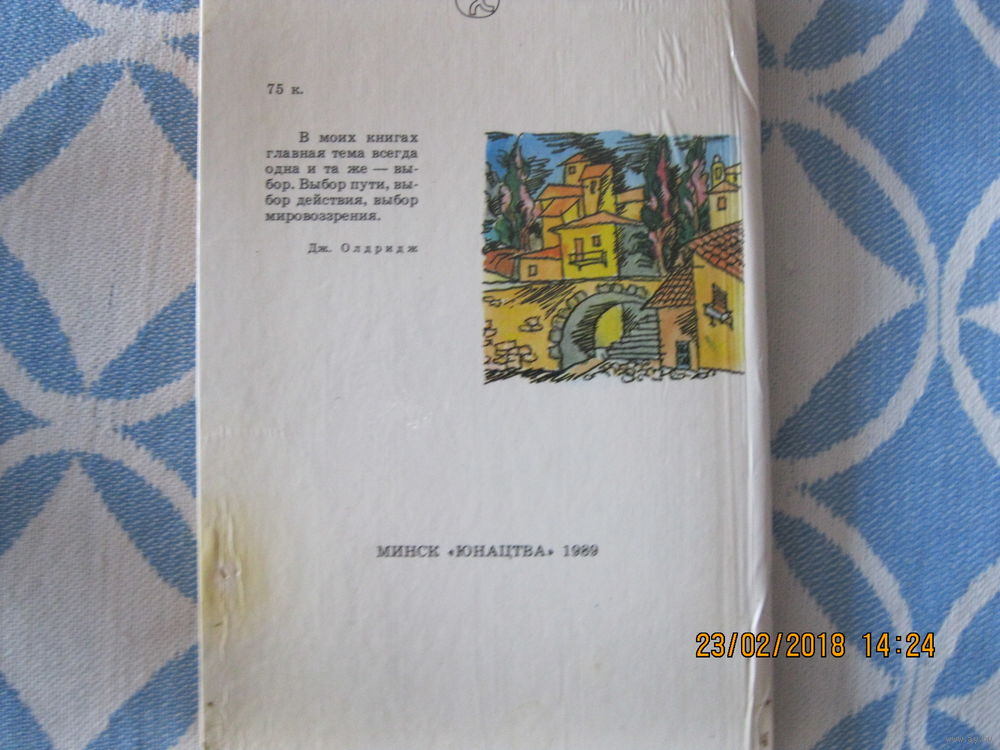 75 к.
В моих книгах
главная тема всегда
одна и та же — вы-
бор. Выбор пути, вы-
бор действия, выбор
мировоззрения.
Дж. Олдридж
МИНСК «ЮНАЦТВА» 1989
23/02/2018 14:24